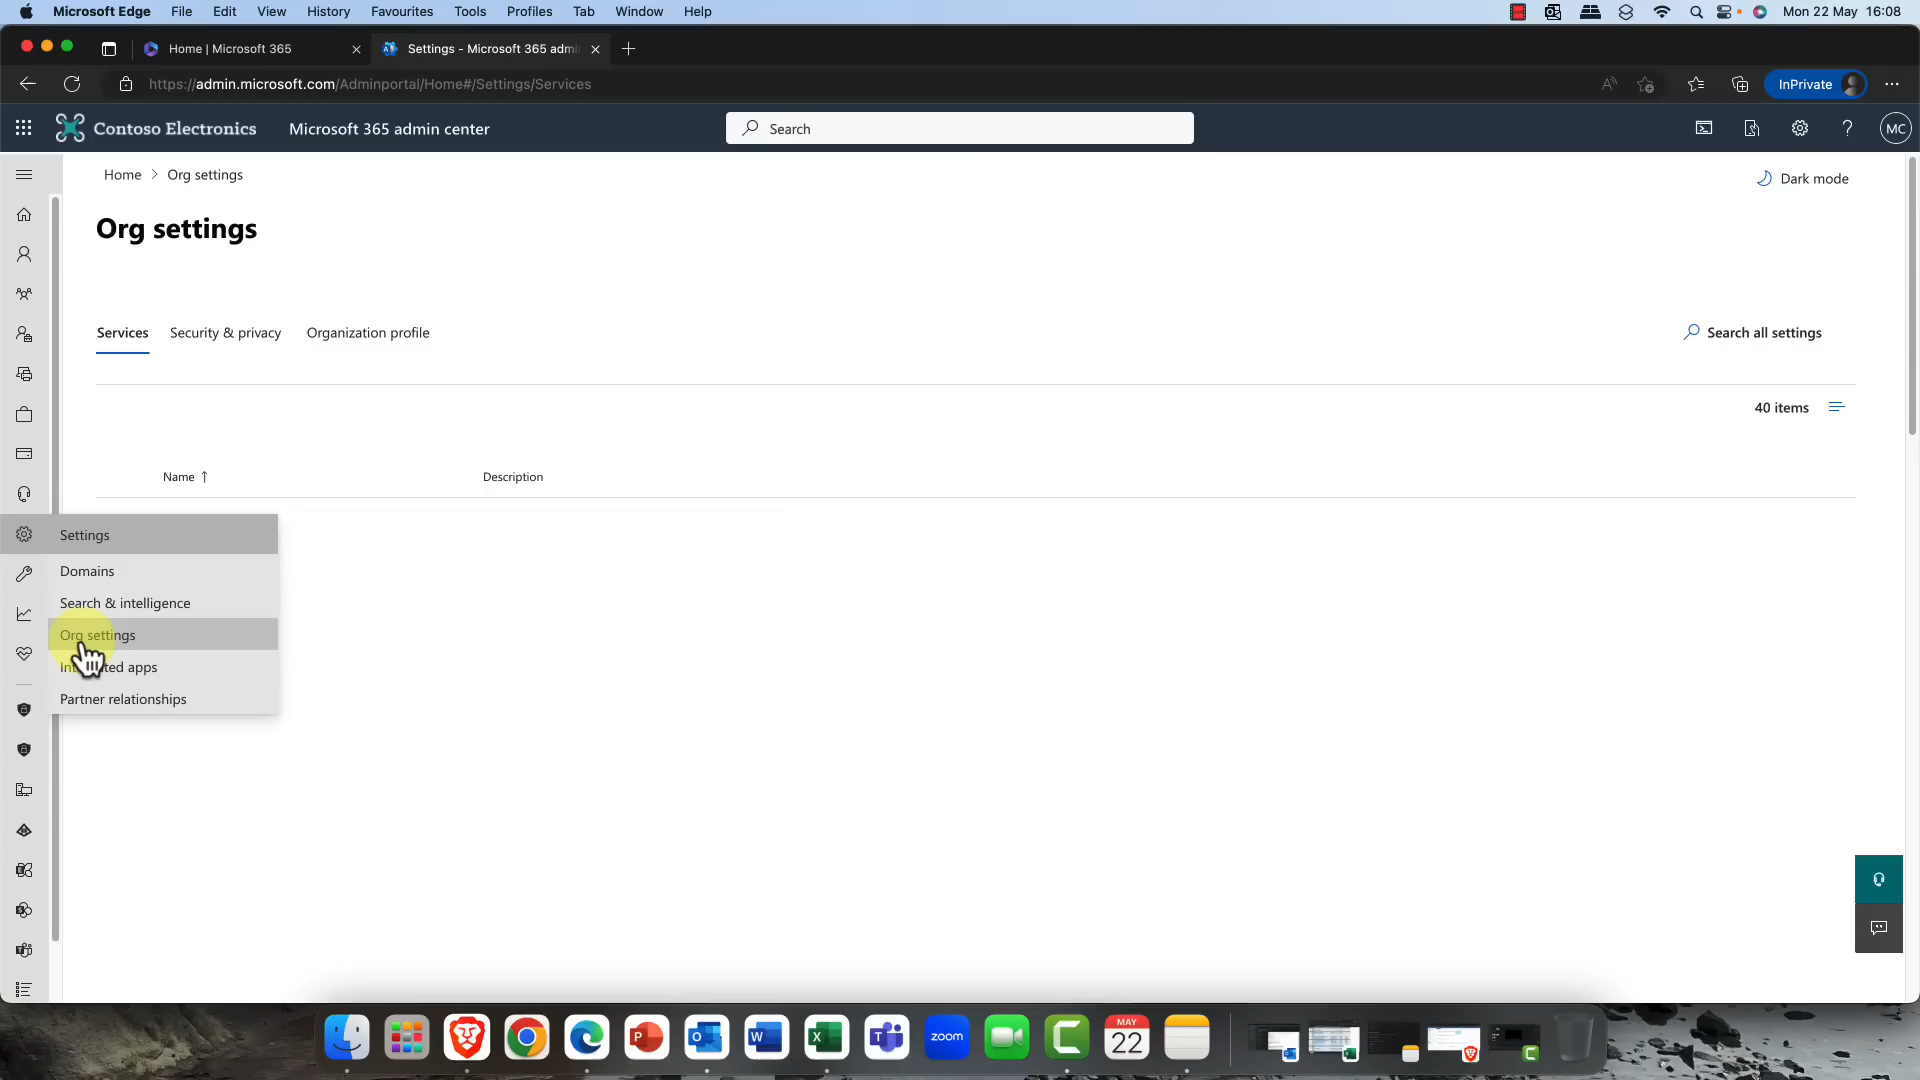 Microsoft Edge File Edit View History Favourites Tools Profiles Tab Window Help Mon 22 May 16:08
Home | Microsoft 365 Settings - Microsoft 365 admi
https://admin.microsoft.com/Adminportal/Home#/Settings/Services InPrivate
Contoso Electronics Microsoft 365 admin center Search MC
Home > Org settings Dark mode
Org settings
Services Security & privacy Organization profile Search all settings
40 items
Name ↑ Description
Settings
Domains
Search & intelligence
Org settings
ted apps
Partner relationships
zoom
MAY
22